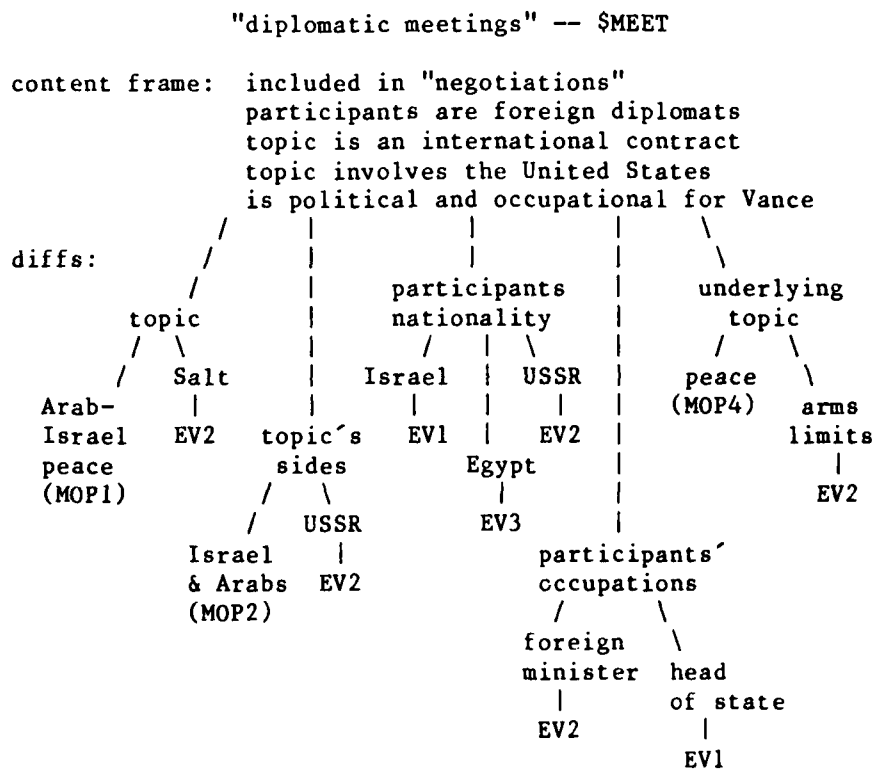 "diplomatic meetings" -- $MEET
content frame: included in "negotiations"
participants are foreign diplomats
topic is an international contract
topic involves the United States
is political and occupational for Vance
diffs:
participants underlying
topic nationality topic
Salt Israel USSR peace
Arab- (MOP4) arms
Israel EV2 topic's EV1 EV2 limits
peace sides Egypt
(MOP1) EV2
USSR EV3
Israel participants'
& Arabs EV2 occupations
(MOP2)
foreign
minister head
of state
EV2
EV1